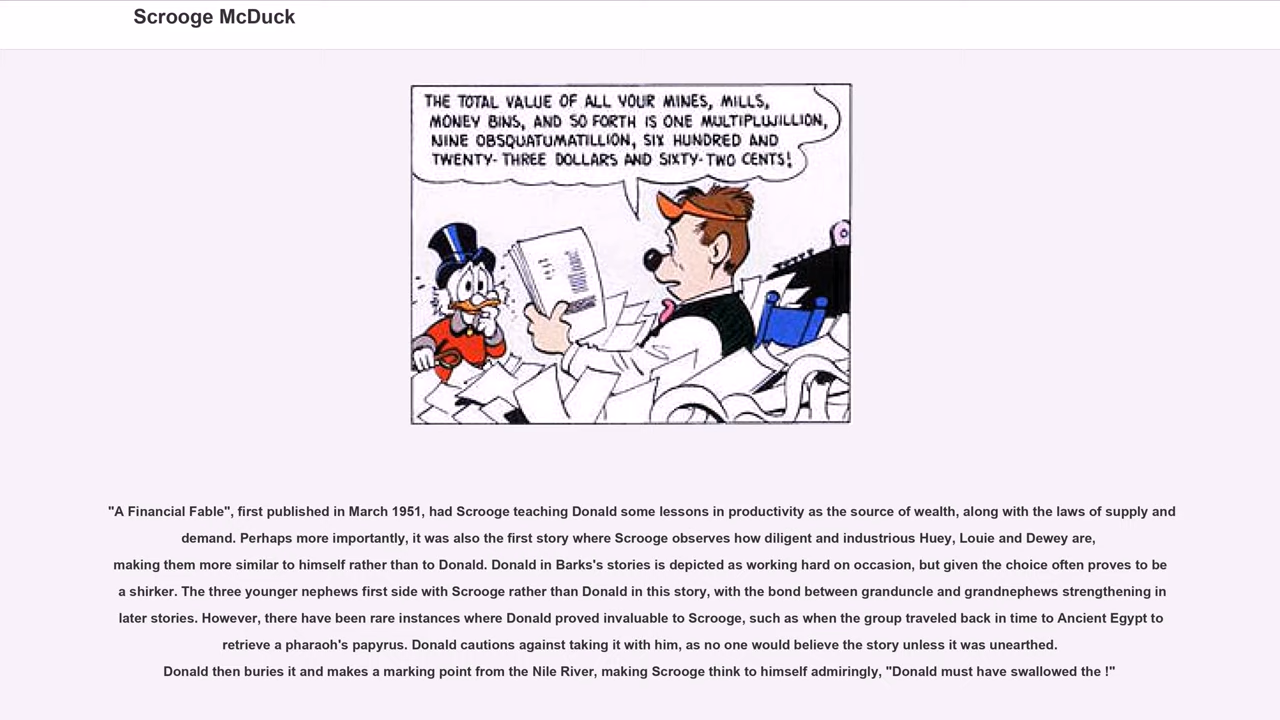 Scrooge McDuck
THE TOTAL VALUE OF ALL YOUR MINES, MILLS,
MONEY BINS, AND SO FORTH IS ONE MULTIPLUJILLION,
NINE OBSQUATUMATILLION, SIX HUNDRED AND
TWENTY-THREE DOLLARS AND SIXTY-TWO CENTS!
"A Financial Fable", first published in March 1951, had Scrooge teaching Donald some lessons in productivity as the source of wealth, along with the laws of supply and
demand. Perhaps more importantly, it was also the first story where Scrooge observes how diligent and industrious Huey, Louie and Dewey are,
making them more similar to himself rather than to Donald. Donald in Barks's stories is depicted as working hard on occasion, but given the choice often proves to be
a shirker. The three younger nephews first side with Scrooge rather than Donald in this story, with the bond between granduncle and grandnephews strengthening in
later stories. However, there have been rare instances where Donald proved invaluable to Scrooge, such as when the group traveled back in time to Ancient Egypt to
retrieve a pharaoh's papyrus. Donald cautions against taking it with him, as no one would believe the story unless it was unearthed.
Donald then buries it and makes a marking point from the Nile River, making Scrooge think to himself admiringly, "Donald must have swallowed the !"